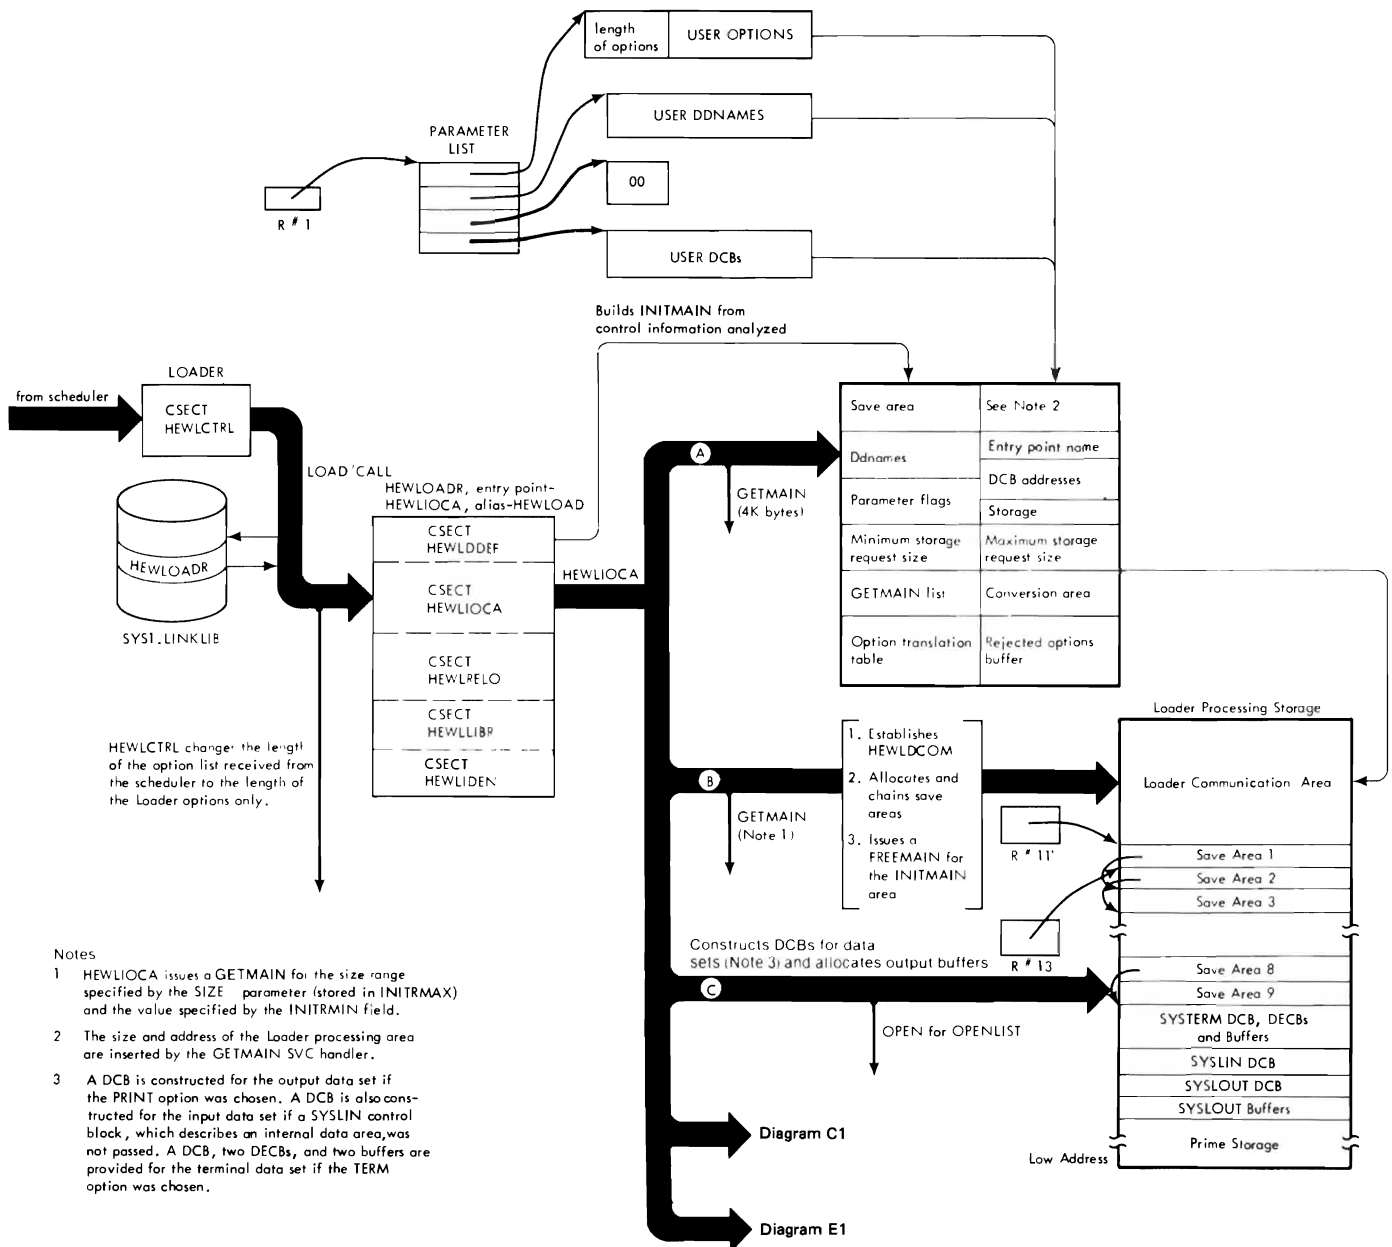 length
of options
USER OPTIONS
USER DDNAMES
PARAMETER
LIST
00
R # 1
USER DCBs
Builds INITMAIN from
control information analyzed
LOADER
from scheduler
CSECT
HEWLCTRL
LOAD/CALL
HEWLOADR, entry point-
HEWLIOCA, alias-HEWLOAD
CSECT
HEWLDDEF
CSECT
HEWLIOCA
CSECT
HEWLRELO
CSECT
HEWLLIBR
CSECT
HEWLIDEN
HEWLOADR
SYS1.LINKLIB
HEWLIOCA
A
GETMAIN
(4K bytes)
Save area
See Note 2
Ddnames
Entry point name
DCB addresses
Parameter flags
Storage
Minimum storage
request size
Maximum storage
request size
GETMAIN list
Conversion area
Option translation
table
Rejected options
buffer
HEWLCTRL changes the length
of the option list received from
the scheduler to the length of
the Loader options only.
B
GETMAIN
(Note 1)
1. Establishes
HEWLDCOM
2. Allocates and
chains save
areas
3. Issues a
FREEMAIN for
the INITMAIN
area
Loader Processing Storage
Loader Communication Area
R # 11
Save Area 1
Save Area 2
Save Area 3
R # 13
Constructs DCBs for data
sets (Note 3) and allocates output buffers
C
OPEN for OPENLIST
Save Area 8
Save Area 9
SYSTERM DCB, DECBs
and Buffers
SYSLIN DCB
SYSLOUT DCB
SYSLOUT Buffers
Prime Storage
Low Address
Diagram C1
Diagram E1
Notes
1 HEWLIOCA issues a GETMAIN for the size range
specified by the SIZE parameter (stored in INITRMAX)
and the value specified by the INITRMIN field.
2 The size and address of the Loader processing area
are inserted by the GETMAIN SVC handler.
3 A DCB is constructed for the output data set if
the PRINT option was chosen. A DCB is also cons-
tructed for the input data set if a SYSLIN control
block, which describes an internal data area, was
not passed. A DCB, two DECBs, and two buffers are
provided for the terminal data set if the TERM
option was chosen.